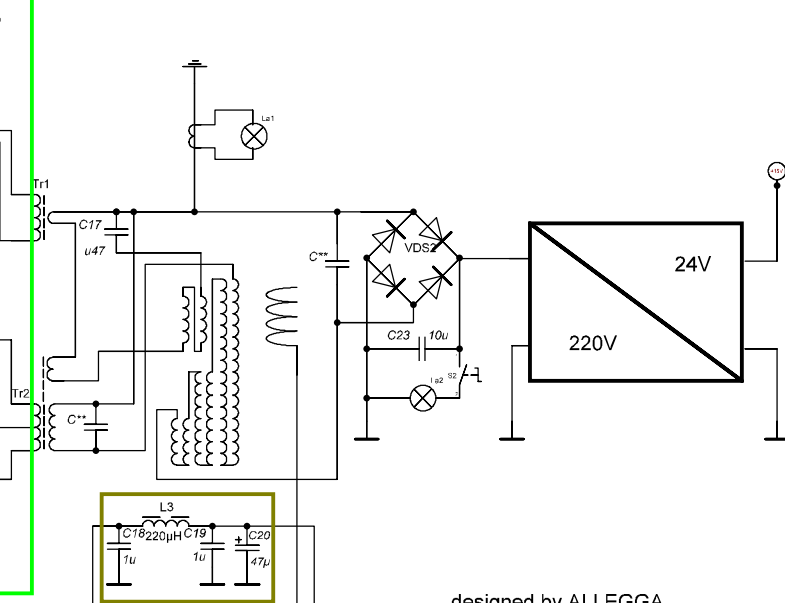 La1
Tr1
+15V
C17
u47
C**
VDS2
24V
C23 10u
220V
La2
S2
Tr2
C**
L3
C18 220µH C19 C20
1u 1u + 47µ
designed by ALLEGGA